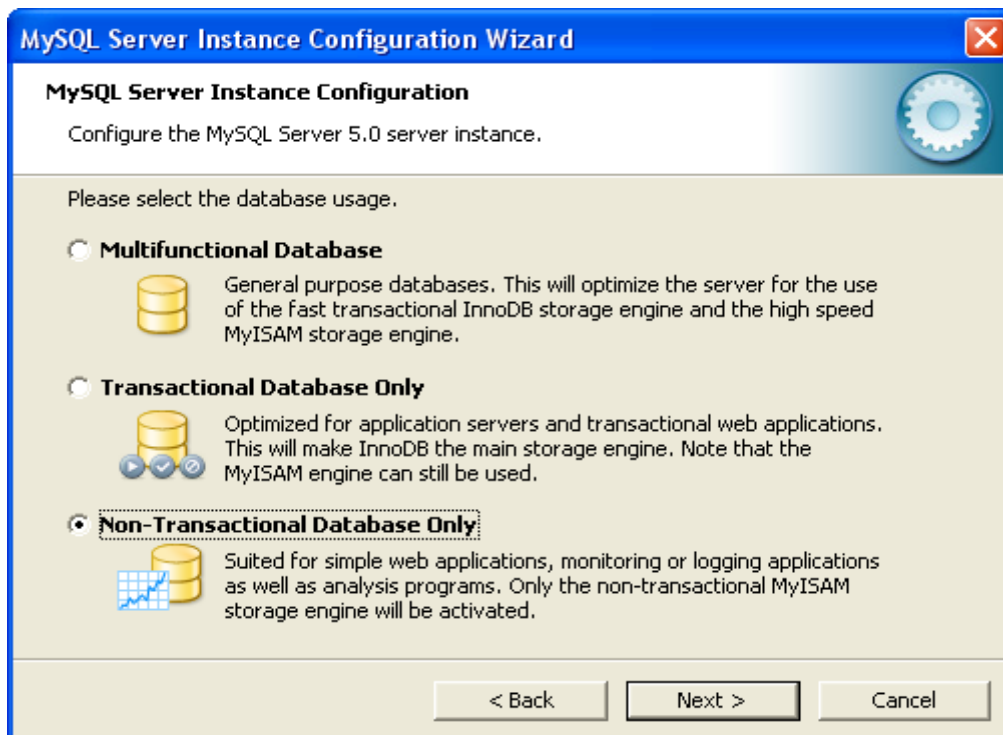 MySQL Server Instance Configuration Wizard
MySQL Server Instance Configuration
Configure the MySQL Server 5.0 server instance.
Please select the database usage.
Multifunctional Database
General purpose databases. This will optimize the server for the use
of the fast transactional InnoDB storage engine and the high speed
MyISAM storage engine.
Transactional Database Only
Optimized for application servers and transactional web applications.
This will make InnoDB the main storage engine. Note that the
MyISAM engine can still be used.
Non-Transactional Database Only
Suited for simple web applications, monitoring or logging applications
as well as analysis programs. Only the non-transactional MyISAM
storage engine will be activated.
< Back Next > Cancel